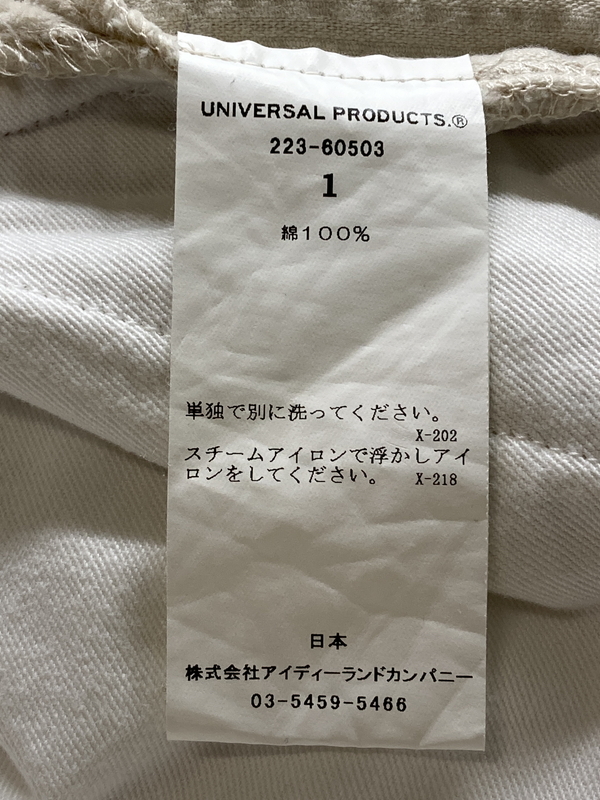 UNIVERSAL PRODUCTS.®
223-60503
1
綿100%
単独で別に洗ってください。
X-202
スチームアイロンで浮かしアイ
ロンをしてください。 X-218
日本
株式会社アイディーランドカンパニー
03-5459-5466